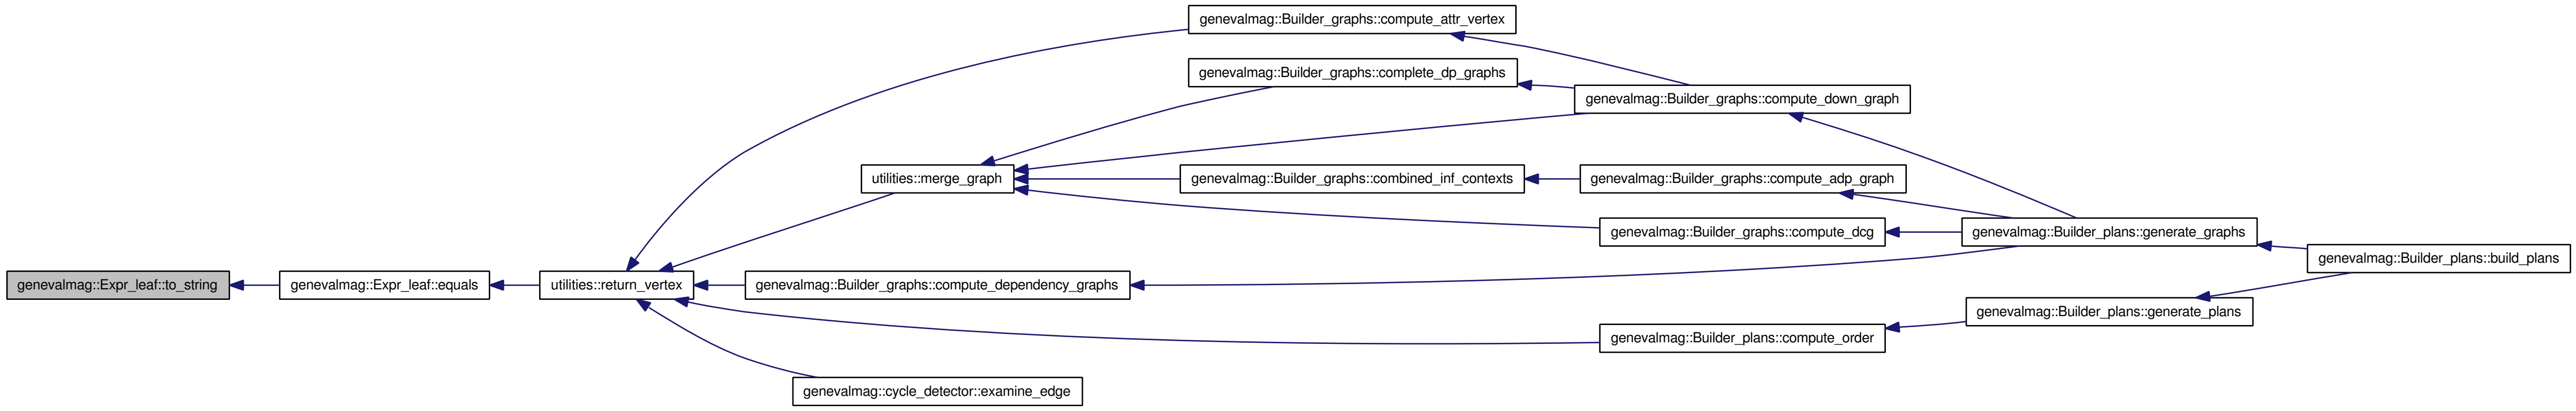 genevalmag::Expr_leaf::to_string
genevalmag::Expr_leaf::equals
utilities::return_vertex
genevalmag::Builder_graphs::compute_attr_vertex
genevalmag::Builder_graphs::complete_dp_graphs
genevalmag::Builder_graphs::compute_down_graph
utilities::merge_graph
genevalmag::Builder_graphs::combined_inf_contexts
genevalmag::Builder_graphs::compute_adp_graph
genevalmag::Builder_graphs::compute_dcg
genevalmag::Builder_plans::generate_graphs
genevalmag::Builder_plans::build_plans
genevalmag::Builder_graphs::compute_dependency_graphs
genevalmag::Builder_plans::generate_plans
genevalmag::Builder_plans::compute_order
genevalmag::cycle_detector::examine_edge